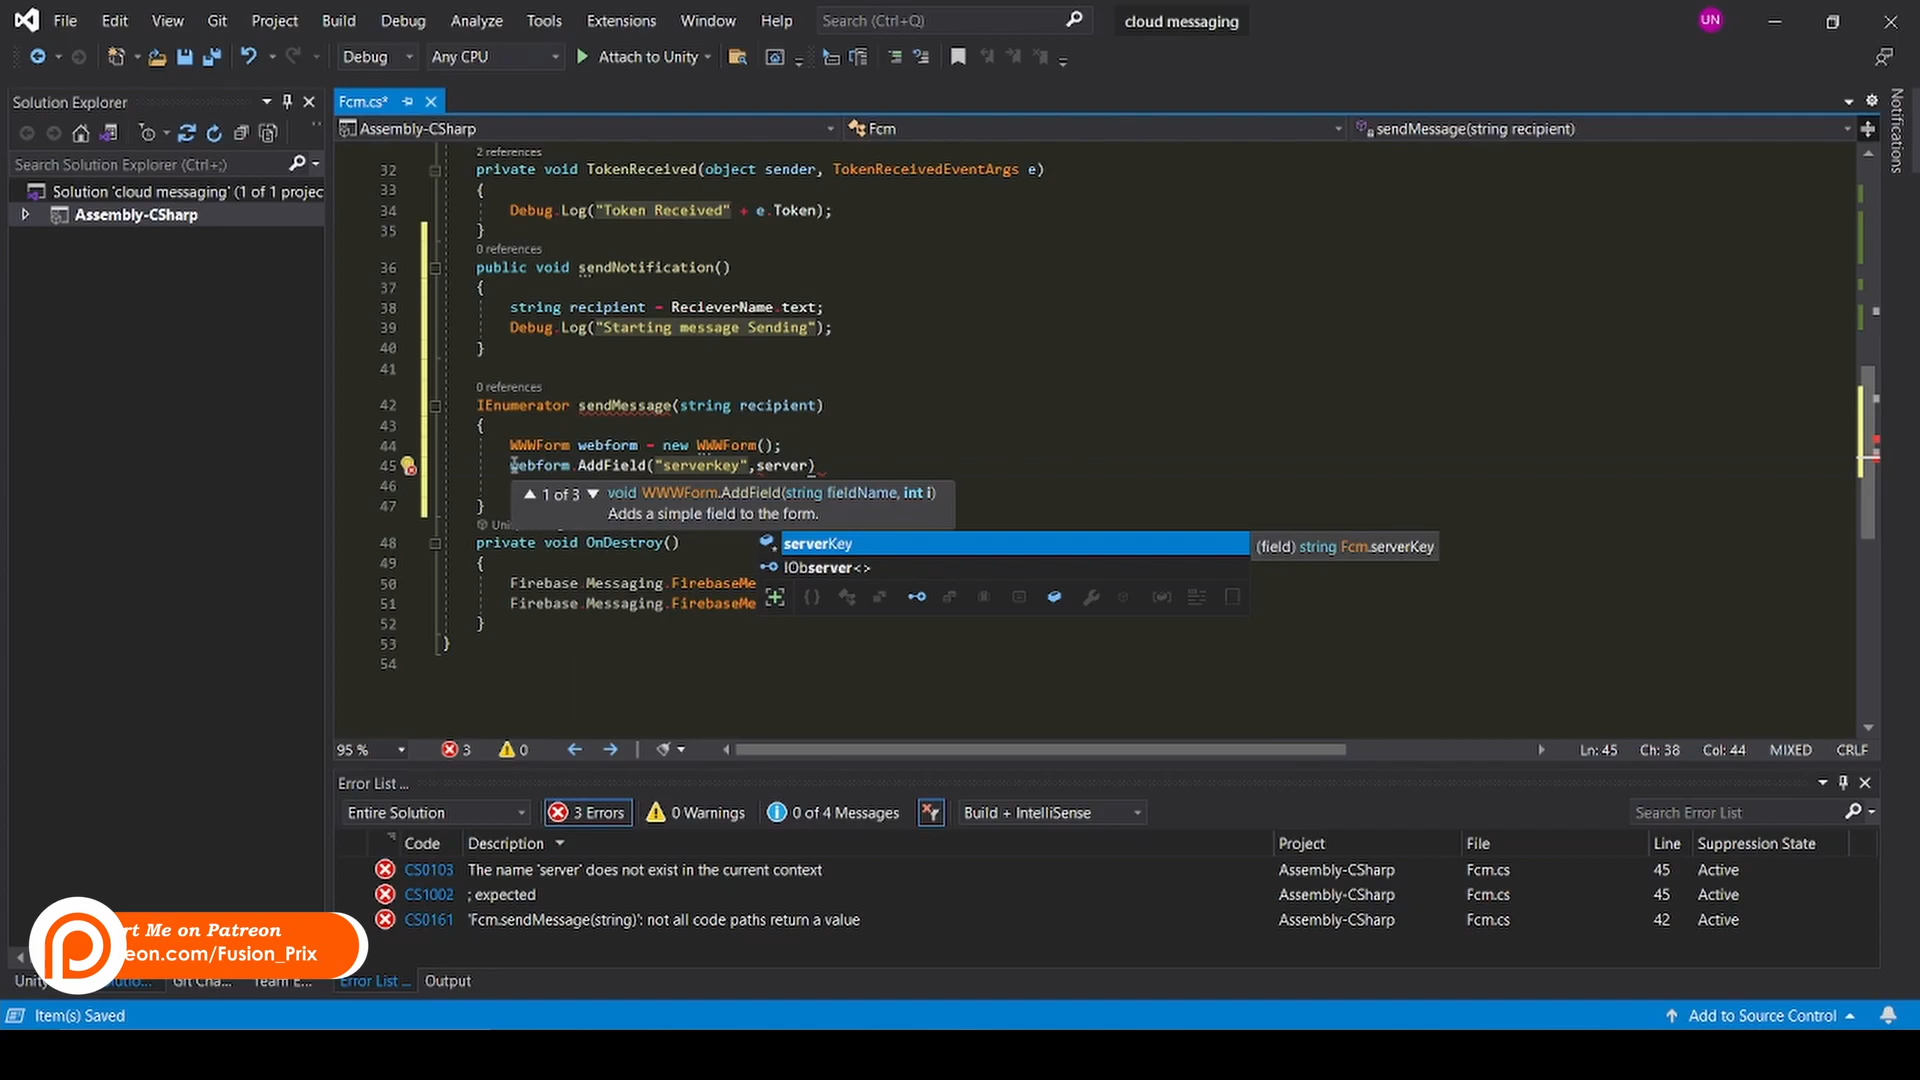 File Edit View Git Project Build Debug Test Analyze Tools Extensions Window Help Search (Ctrl+Q) cloud messaging UN
Debug Any CPU Attach to Unity
Solution Explorer
Search Solution Explorer (Ctrl+;)
Solution 'cloud messaging' (1 of 1 projec
Assembly-CSharp
Fcm.cs*
Assembly-CSharp Fcm sendMessage(string recipient)
Notifications
2 references
32 private void TokenReceived(object sender, TokenReceivedEventArgs e)
33 {
34 Debug.Log("Token Received" + e.Token);
35 }
0 references
36 public void sendNotification()
37 {
38 string recipient = RecieverName.text;
39 Debug.Log("Starting message Sending");
40 }
41
0 references
42 IEnumerator sendMessage(string recipient)
43 {
44 WWWForm webform = new WWWForm();
45 webform.AddField("serverkey",server)
46
1 of 3 void WWWForm.AddField(string fieldName, int i)
Adds a simple field to the form.
47 }
48 private void OnDestroy()
serverKey
(field) string Fcm.serverKey
49 {
IObserver<>
50 Firebase.Messaging.FirebaseMe
51 Firebase.Messaging.FirebaseMe
52 }
53 }
54
95 % 3 0 Ln: 45 Ch: 38 Col: 44 MIXED CRLF
Error List ...
Entire Solution 3 Errors 0 Warnings 0 of 4 Messages Build + IntelliSense Search Error List
Code Description Project File Line Suppression State
CS0103 The name 'server' does not exist in the current context Assembly-CSharp Fcm.cs 45 Active
CS1002 ; expected Assembly-CSharp Fcm.cs 45 Active
CS0161 'Fcm.sendMessage(string)': not all code paths return a value Assembly-CSharp Fcm.cs 42 Active
rt Me on Patreon
eon.com/Fusion_Prix
Error List ... Output
Item(s) Saved Add to Source Control